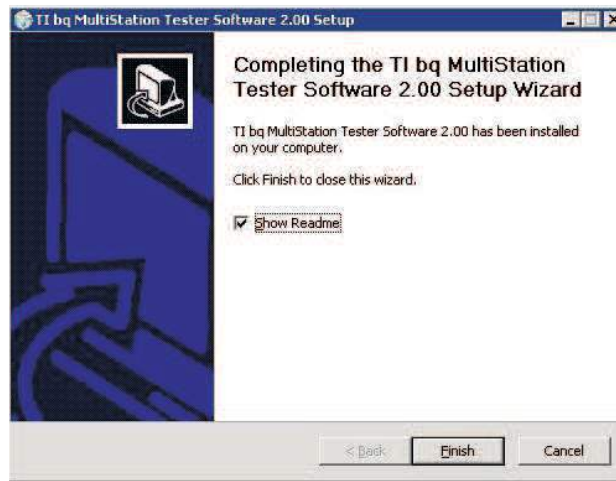 TI bq MultiStation Tester Software 2.00 Setup
Completing the TI bq MultiStation
Tester Software 2.00 Setup Wizard
TI bq MultiStation Tester Software 2.00 has been installed
on your computer.
Click Finish to close this wizard.
Show Readme
< Back
Finish
Cancel